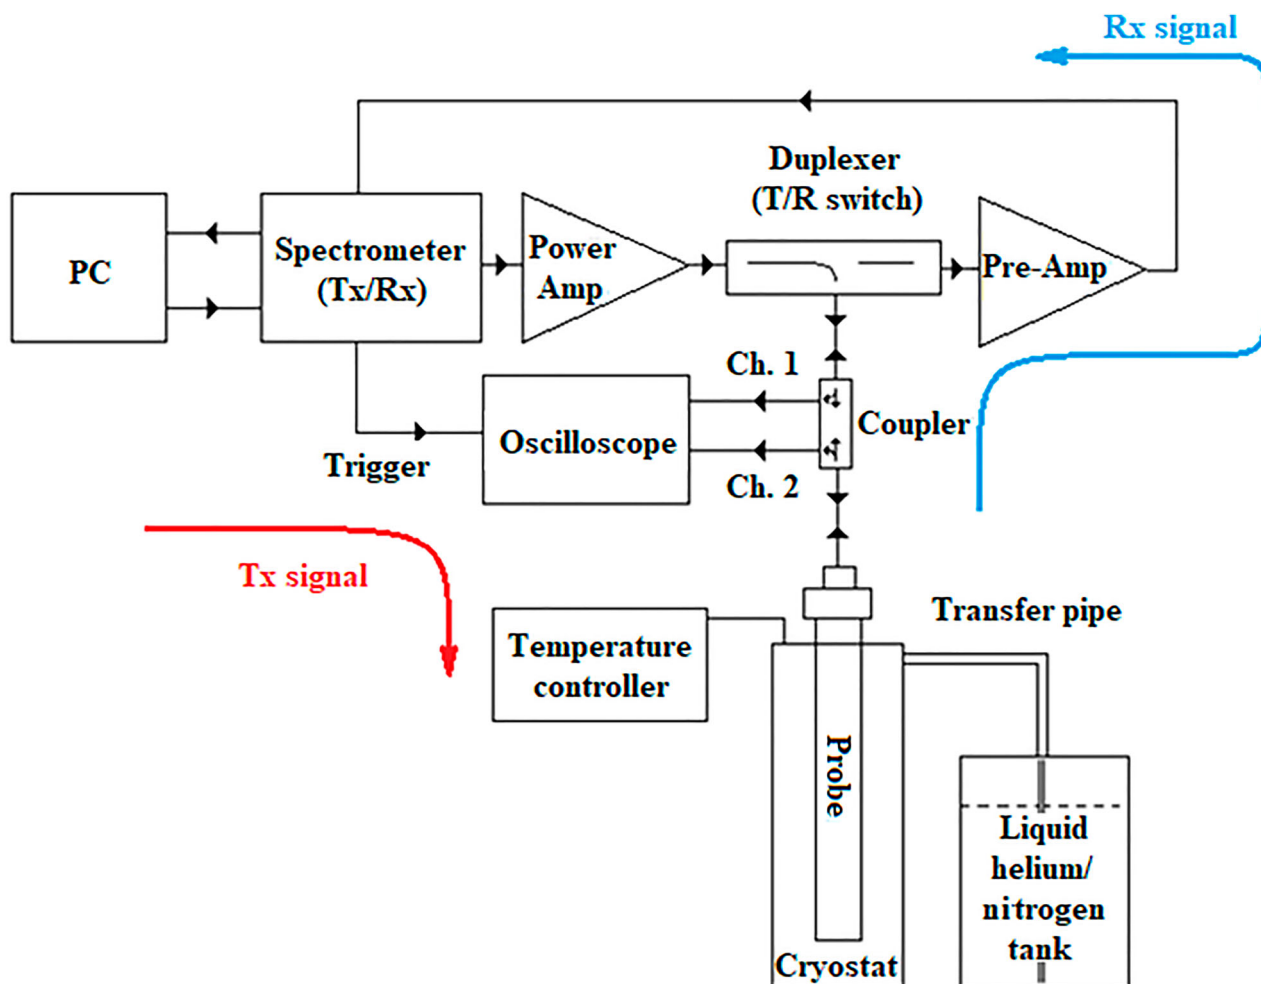 Rx signal
Duplexer
(T/R switch)
PC
Spectrometer
(Tx/Rx)
Power
Amp
Pre-Amp
Ch. 1
Coupler
Oscilloscope
Trigger
Ch. 2
Tx signal
Transfer pipe
Temperature
controller
Probe
Liquid
helium/
nitrogen
tank
Cryostat